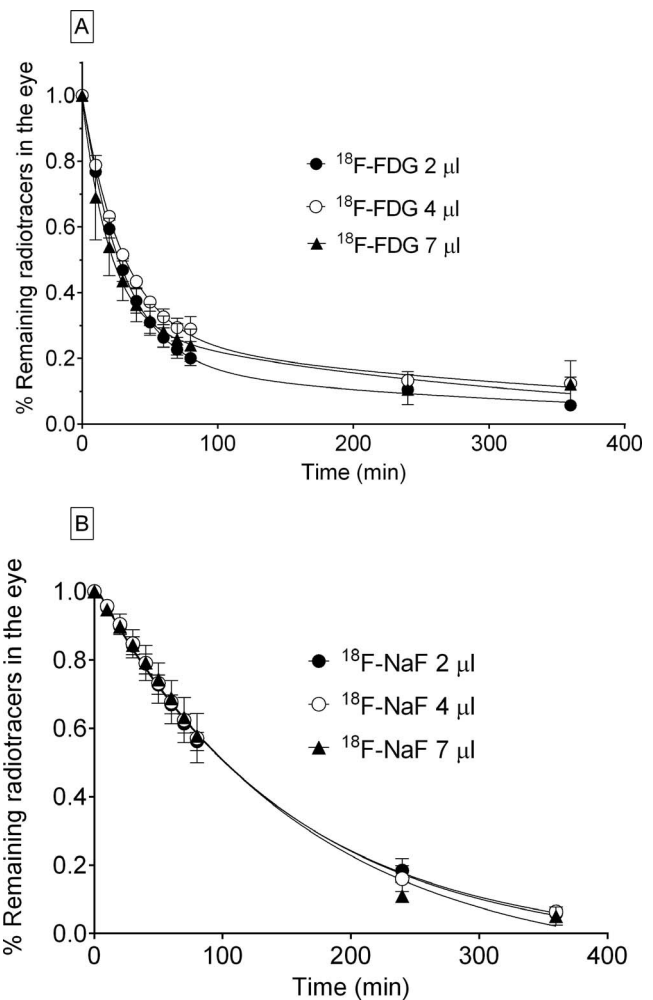 A
% Remaining radiotracers in the eye
1.0
0.8
0.6
0.4
0.2
0.0
¹⁸F-FDG 2 µl
¹⁸F-FDG 4 µl
¹⁸F-FDG 7 µl
0 100 200 300 400
Time (min)
B
% Remaining radiotracers in the eye
1.0
0.8
0.6
0.4
0.2
0.0
¹⁸F-NaF 2 µl
¹⁸F-NaF 4 µl
¹⁸F-NaF 7 µl
0 100 200 300 400
Time (min)